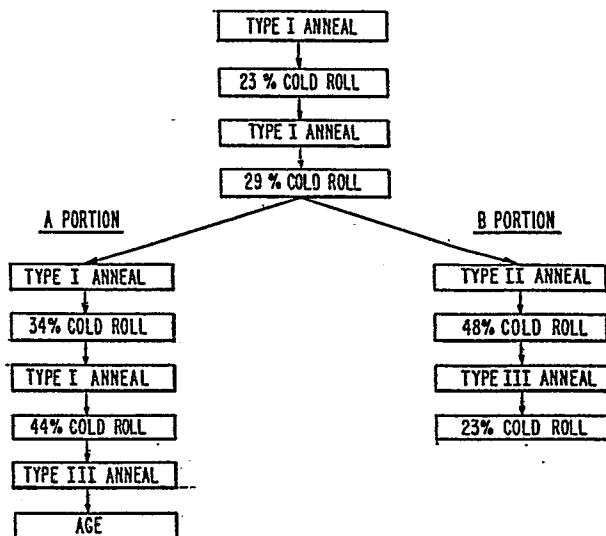 TYPE I ANNEAL
23 % COLD ROLL
TYPE I ANNEAL
29 % COLD ROLL
A PORTION
TYPE I ANNEAL
34% COLD ROLL
TYPE I ANNEAL
44% COLD ROLL
TYPE III ANNEAL
AGE
B PORTION
TYPE II ANNEAL
48% COLD ROLL
TYPE III ANNEAL
23% COLD ROLL